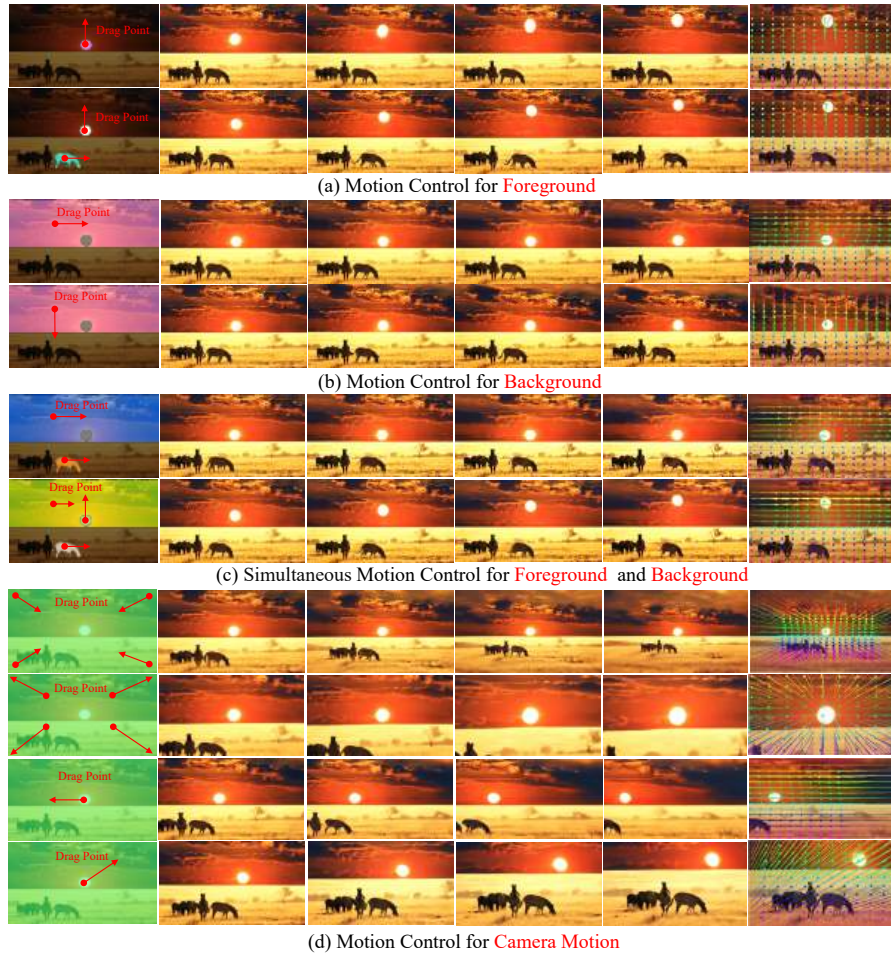 Drag Point
Drag Point
(a) Motion Control for Foreground
Drag Point
Drag Point
(b) Motion Control for Background
Drag Point
Drag Point
(c) Simultaneous Motion Control for Foreground and Background
Drag Point
Drag Point
Drag Point
Drag Point
(d) Motion Control for Camera Motion